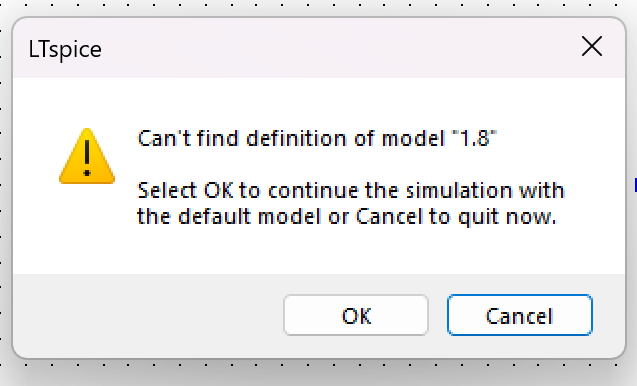 LTspice
Can't find definition of model "1.8"
Select OK to continue the simulation with
the default model or Cancel to quit now.
OK
Cancel